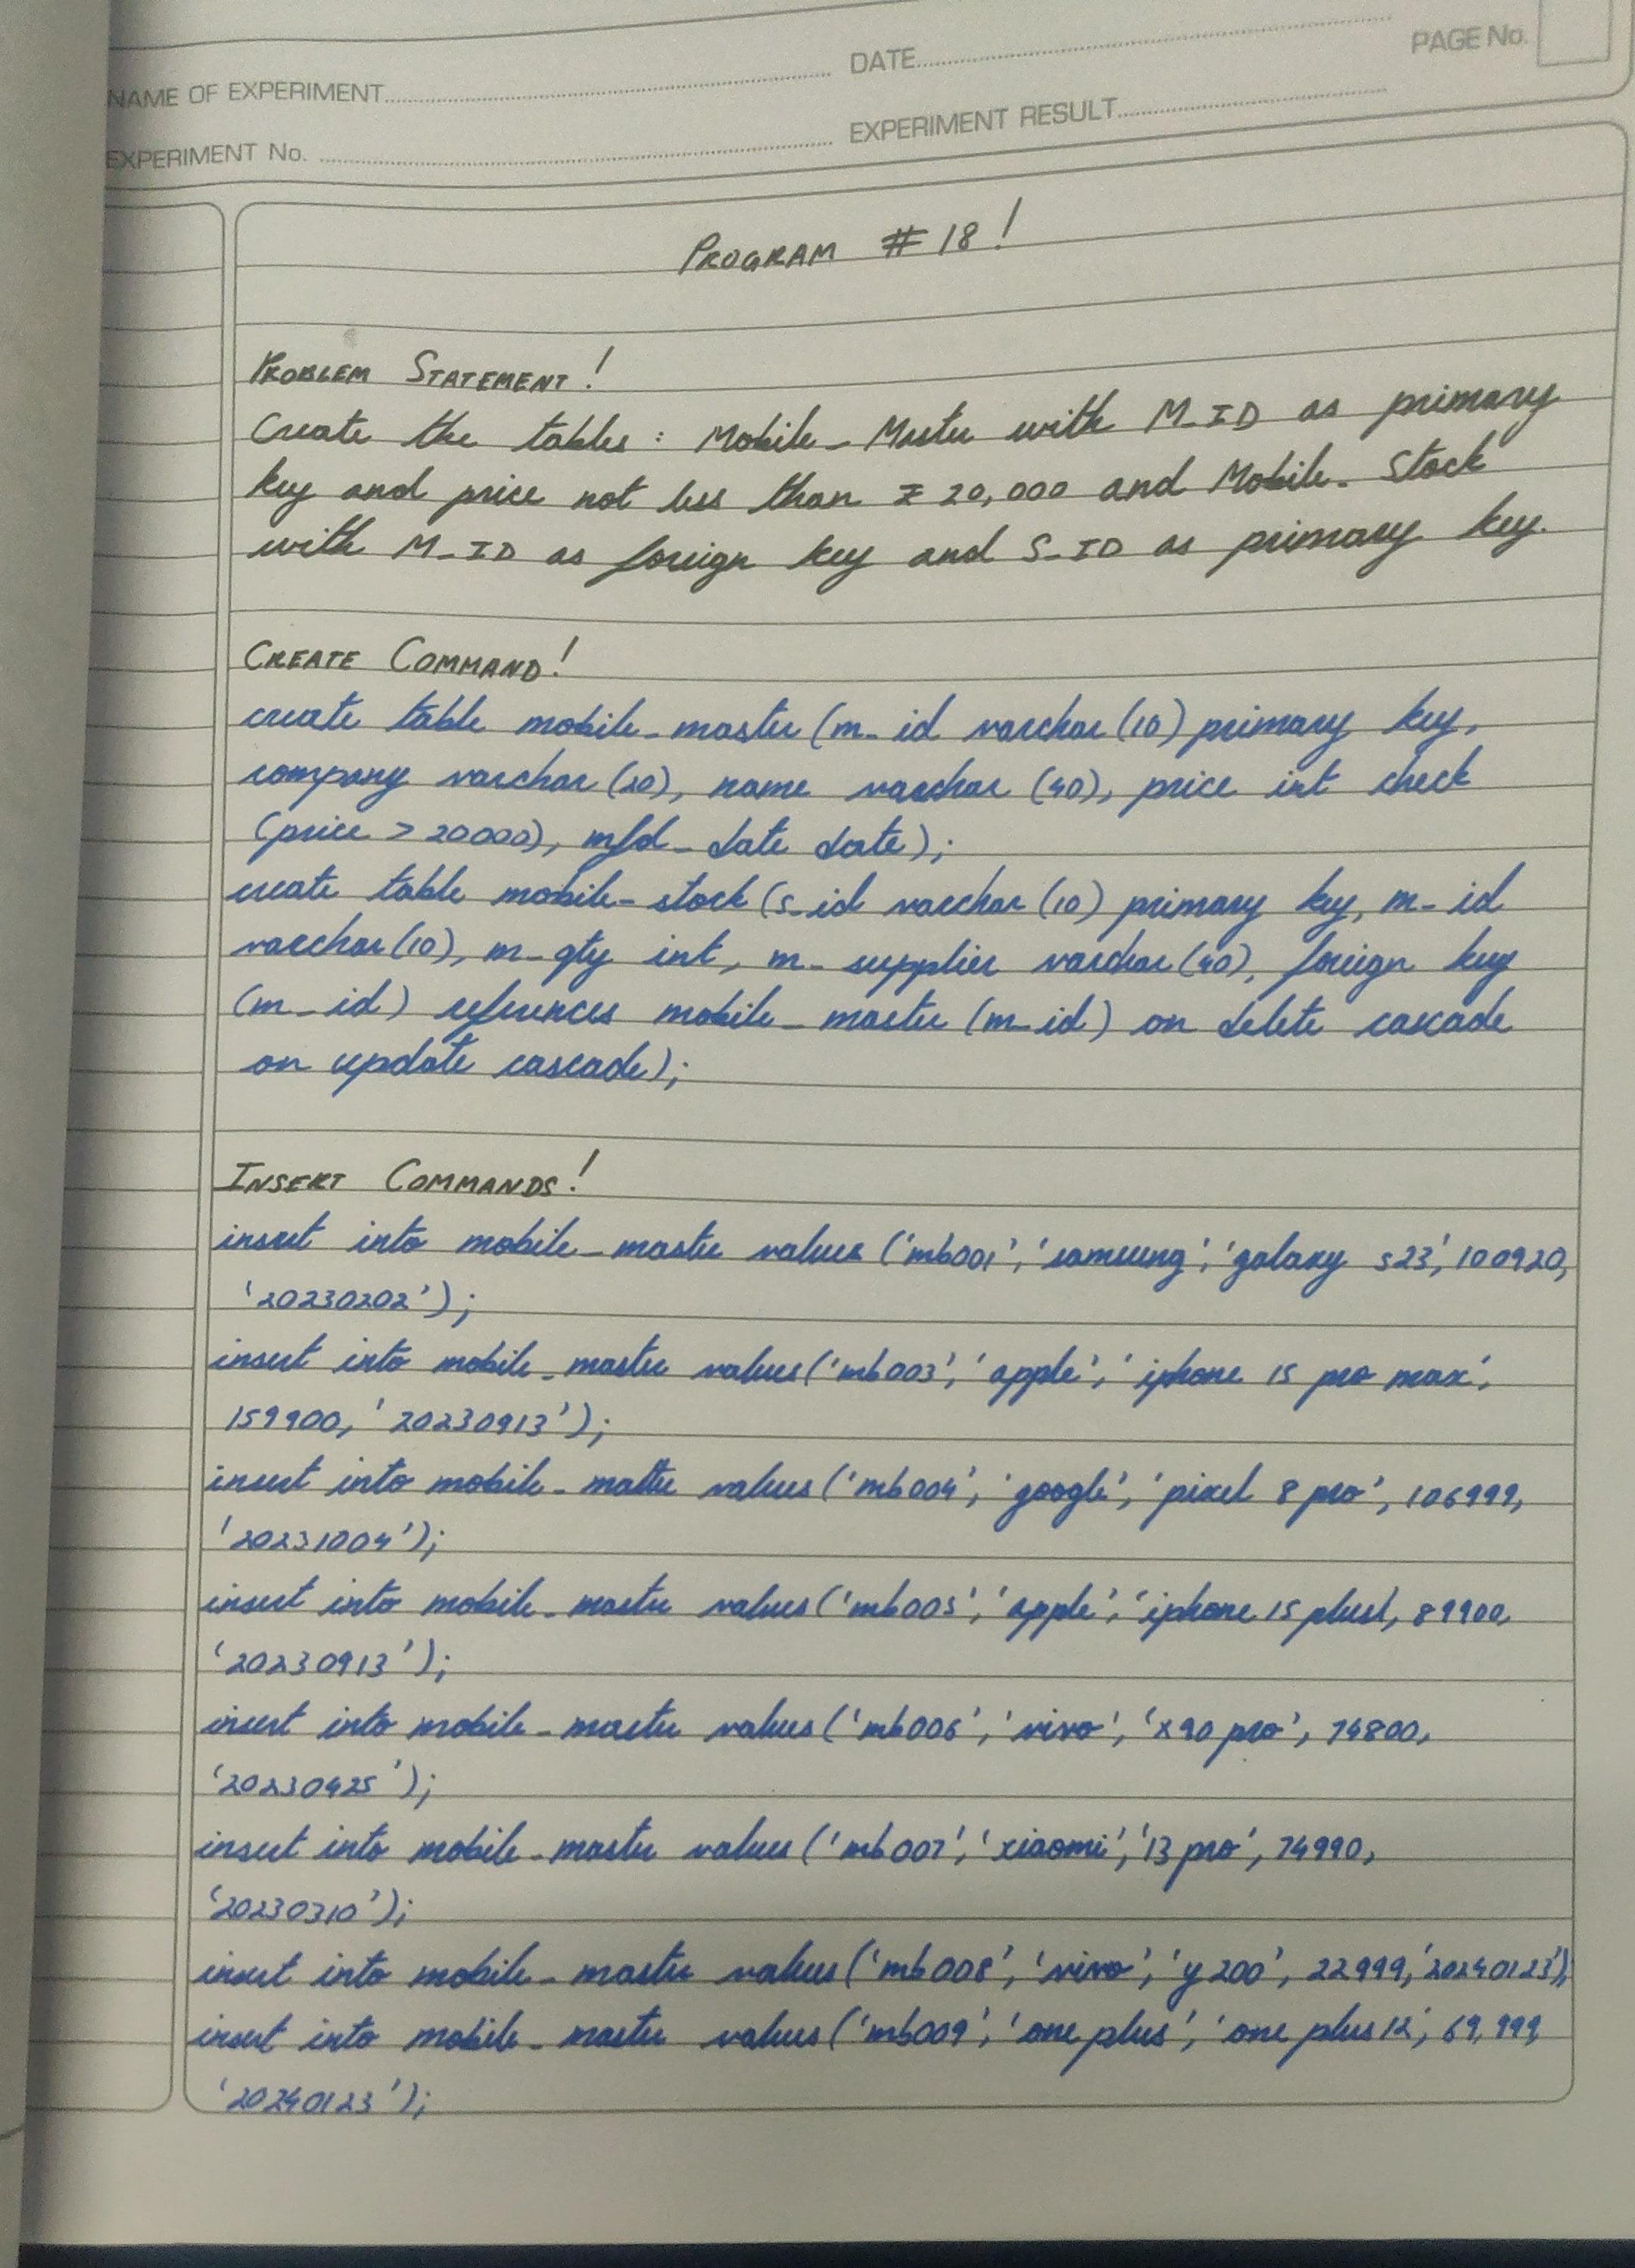 NAME OF EXPERIMENT
DATE
PAGE No.
EXPERIMENT No.
EXPERIMENT RESULT
PROGRAM #18!
PROBLEM STATEMENT!
Create the tables: Mobile_Master with M_ID as primary
key and price not less than ₹ 20,000 and Mobile_Stock
with M_ID as foreign key and S_ID as primary key.
CREATE COMMAND!
create table mobile_master (m_id varchar(10) primary key,
company varchar(20), name varchar (40), price int check
(price > 20000), mfd_date date);
create table mobile_stock (s_id varchar (10) primary key, m_id
varchar(10), m_qty int, m_supplier varchar(40), foreign key
(m_id) references mobile_master (m_id) on delete cascade
on update cascade);
INSERT COMMANDS!
insert into mobile_master values ('mb001', 'samsung', 'galaxy s23', 100920,
'20230202');
insert into mobile_master values('mb003', 'apple', 'iphone 15 pro max',
159900, '20230913');
insert into mobile_master values('mb004', 'google', 'pixel 8 pro', 106999,
'20231004');
insert into mobile_master values('mb005', 'apple', 'iphone 15 plus', 89900,
'20230913');
insert into mobile_master values('mb006', 'vivo', 'x90 pro', 74800,
'20230425');
insert into mobile_master values ('mb007', 'xiaomi', '13 pro', 74990,
'20230310');
insert into mobile_master values('mb008', 'vivo', 'y200', 22999, '20240123');
insert into mobile_master values('mb009', 'one plus', 'one plus 12', 69,999,
'20240123');